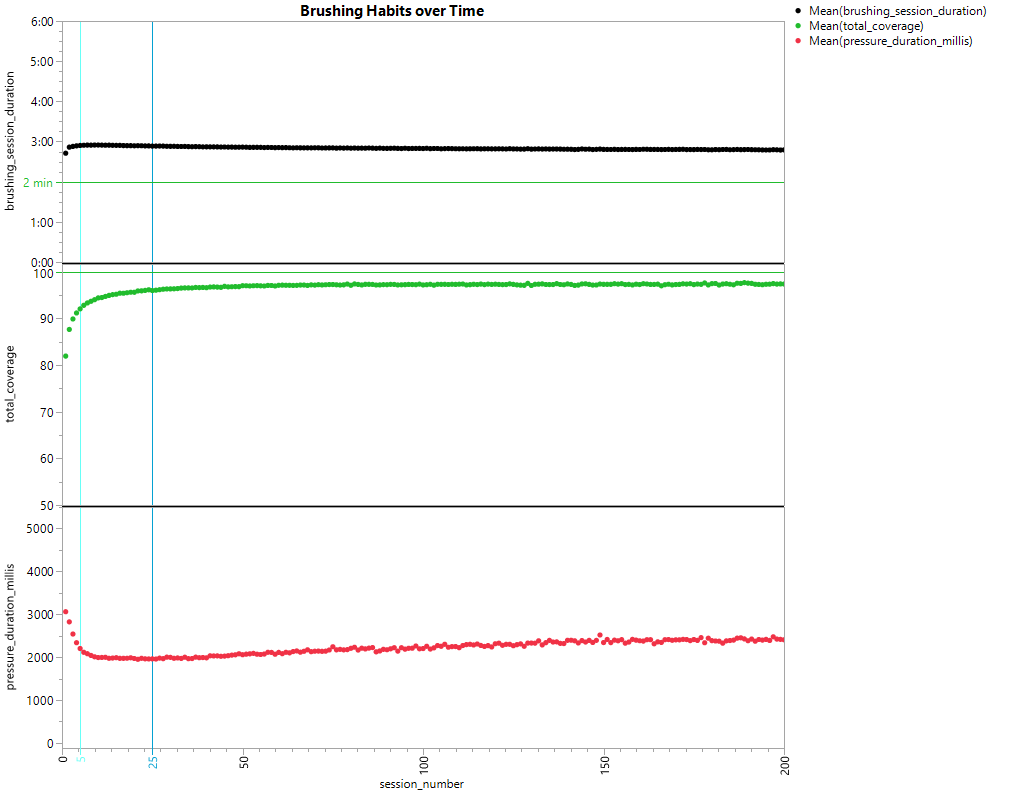 Brushing Habits over Time
Mean(brushing_session_duration)
Mean(total_coverage)
Mean(pressure_duration_millis)
brushing_session_duration
6:00
5:00
4:00
3:00
2 min
1:00
0:00
total_coverage
100
90
80
70
60
50
pressure_duration_millis
5000
4000
3000
2000
1000
0
0
5
25
50
100
150
200
session_number